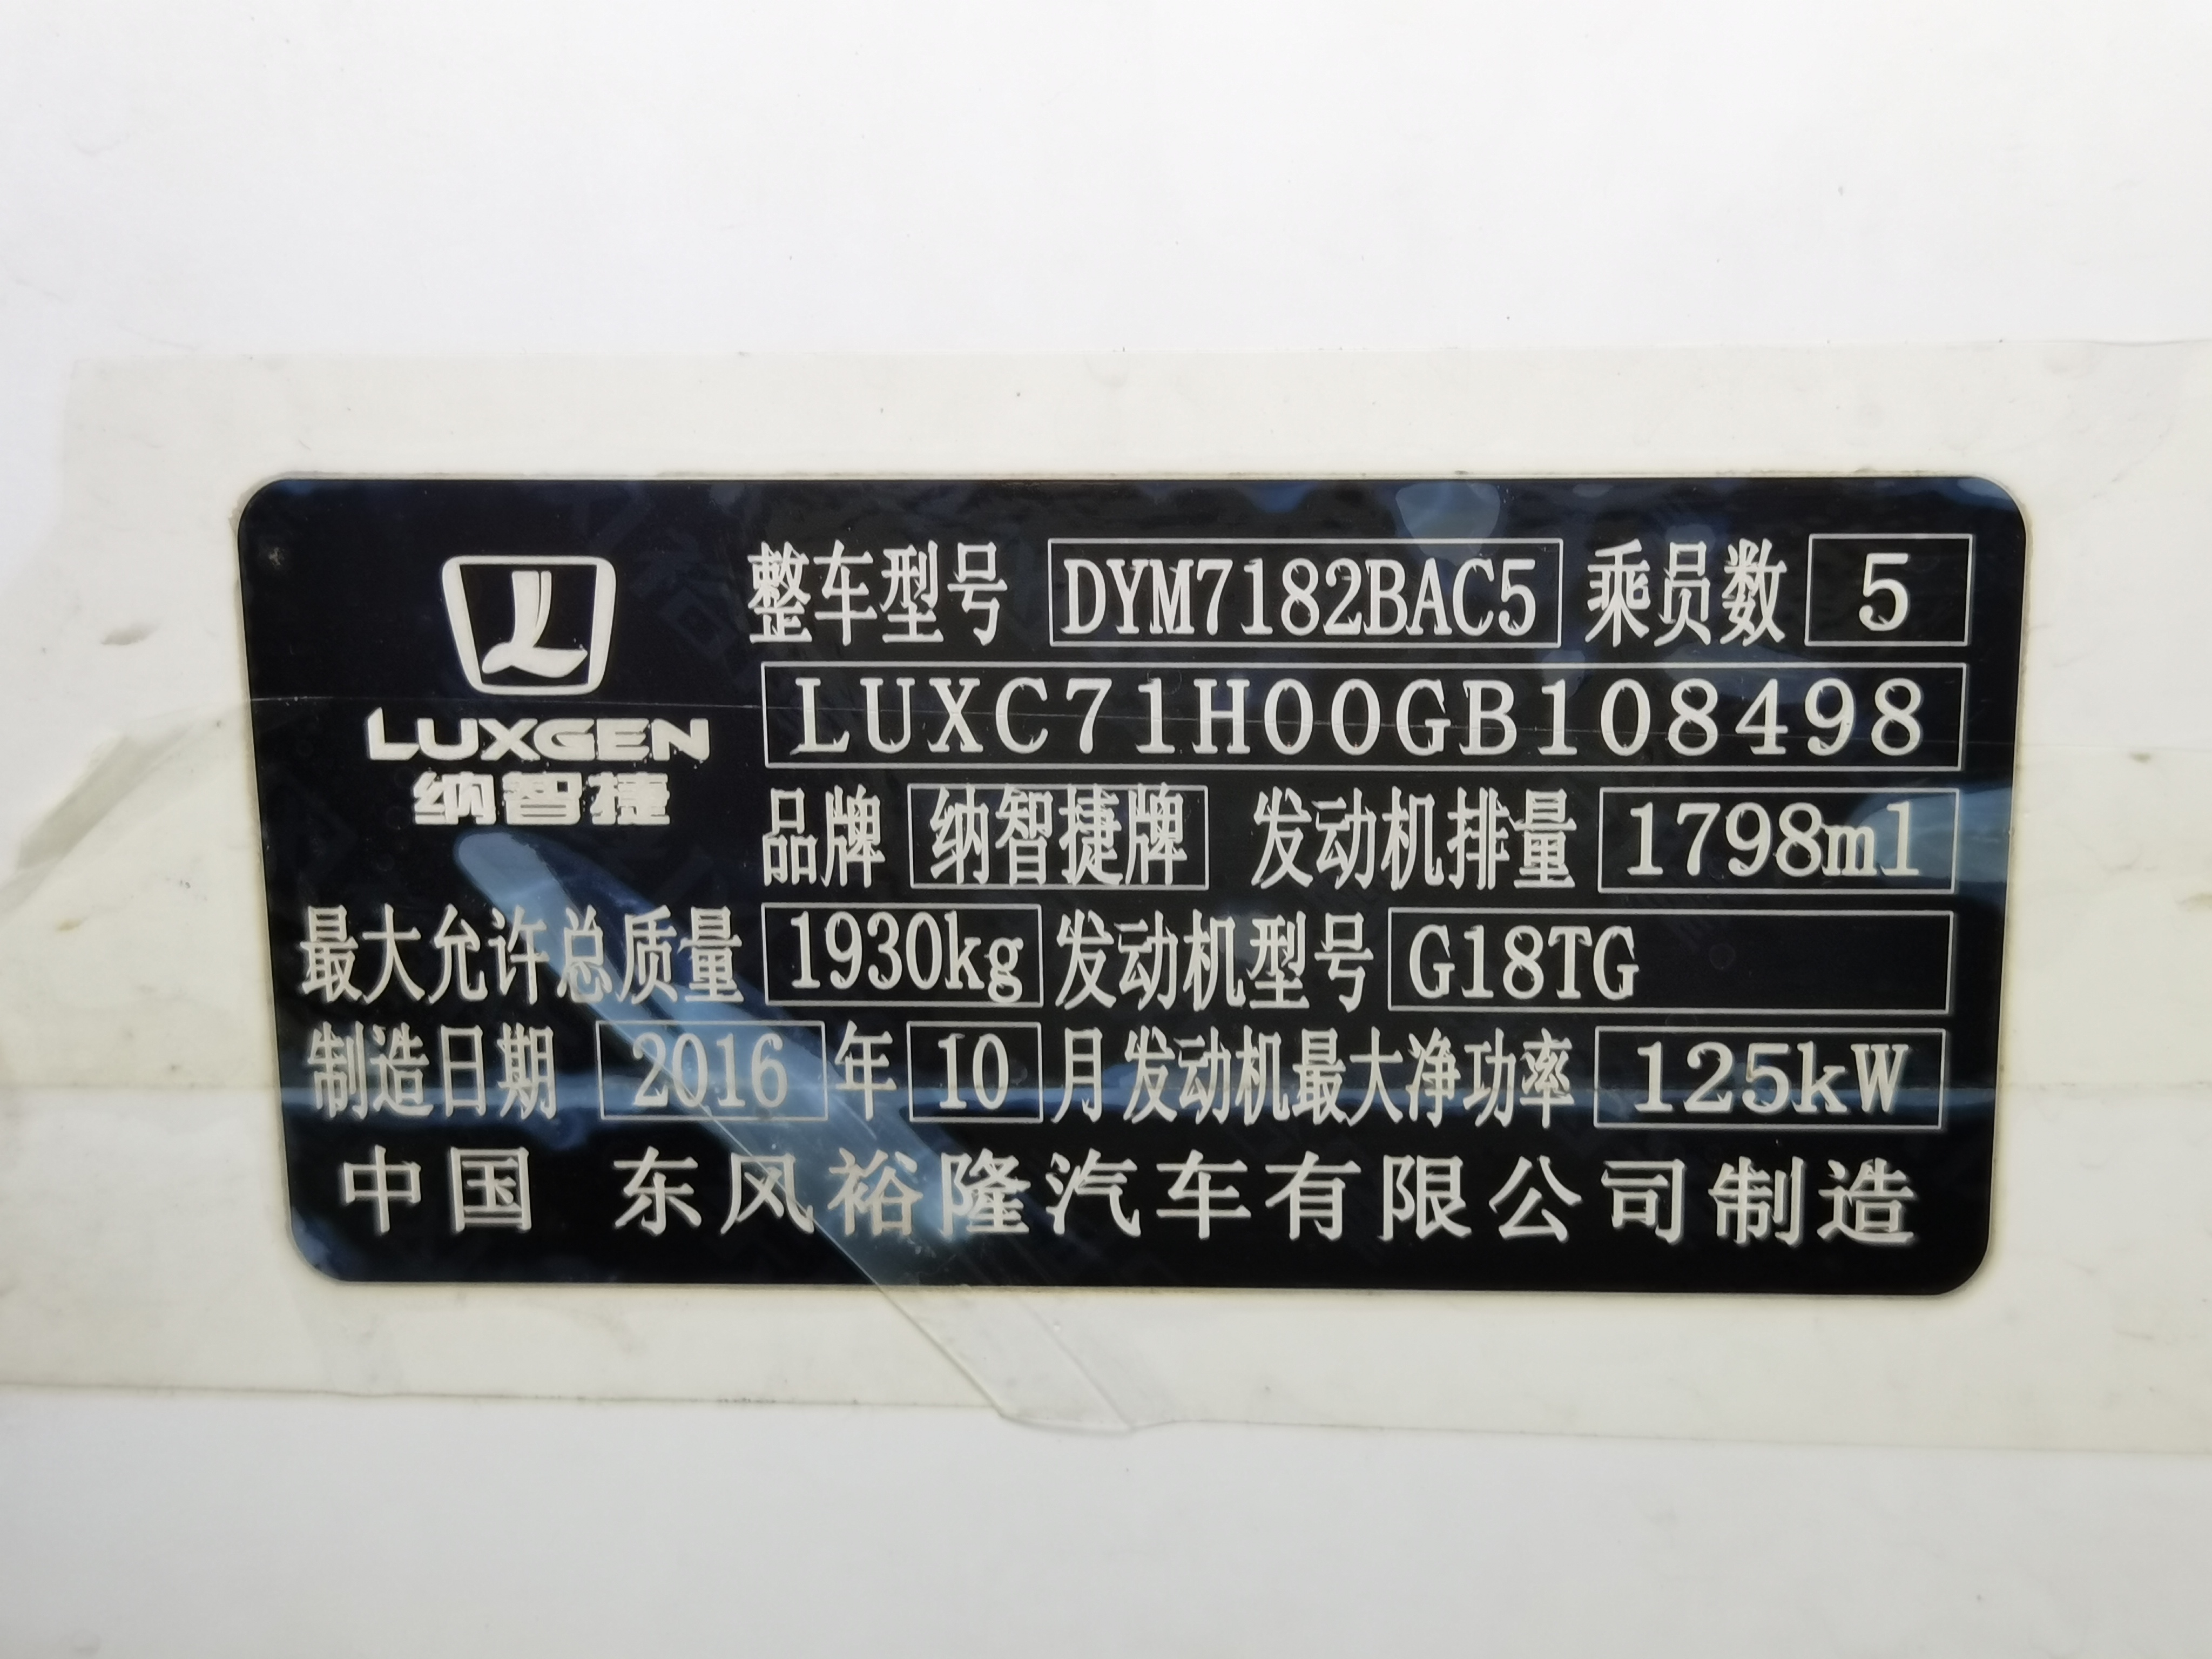 LUXGEN
纳智捷
整车型号 DYM7182BAC5 乘员数 5
LUXC71H00GB108498
品牌 纳智捷牌 发动机排量 1798ml
最大允许总质量 1930kg 发动机型号 G18TG
制造日期 2016 年 10 月 发动机最大净功率 125kW
中国 东风裕隆汽车有限公司制造